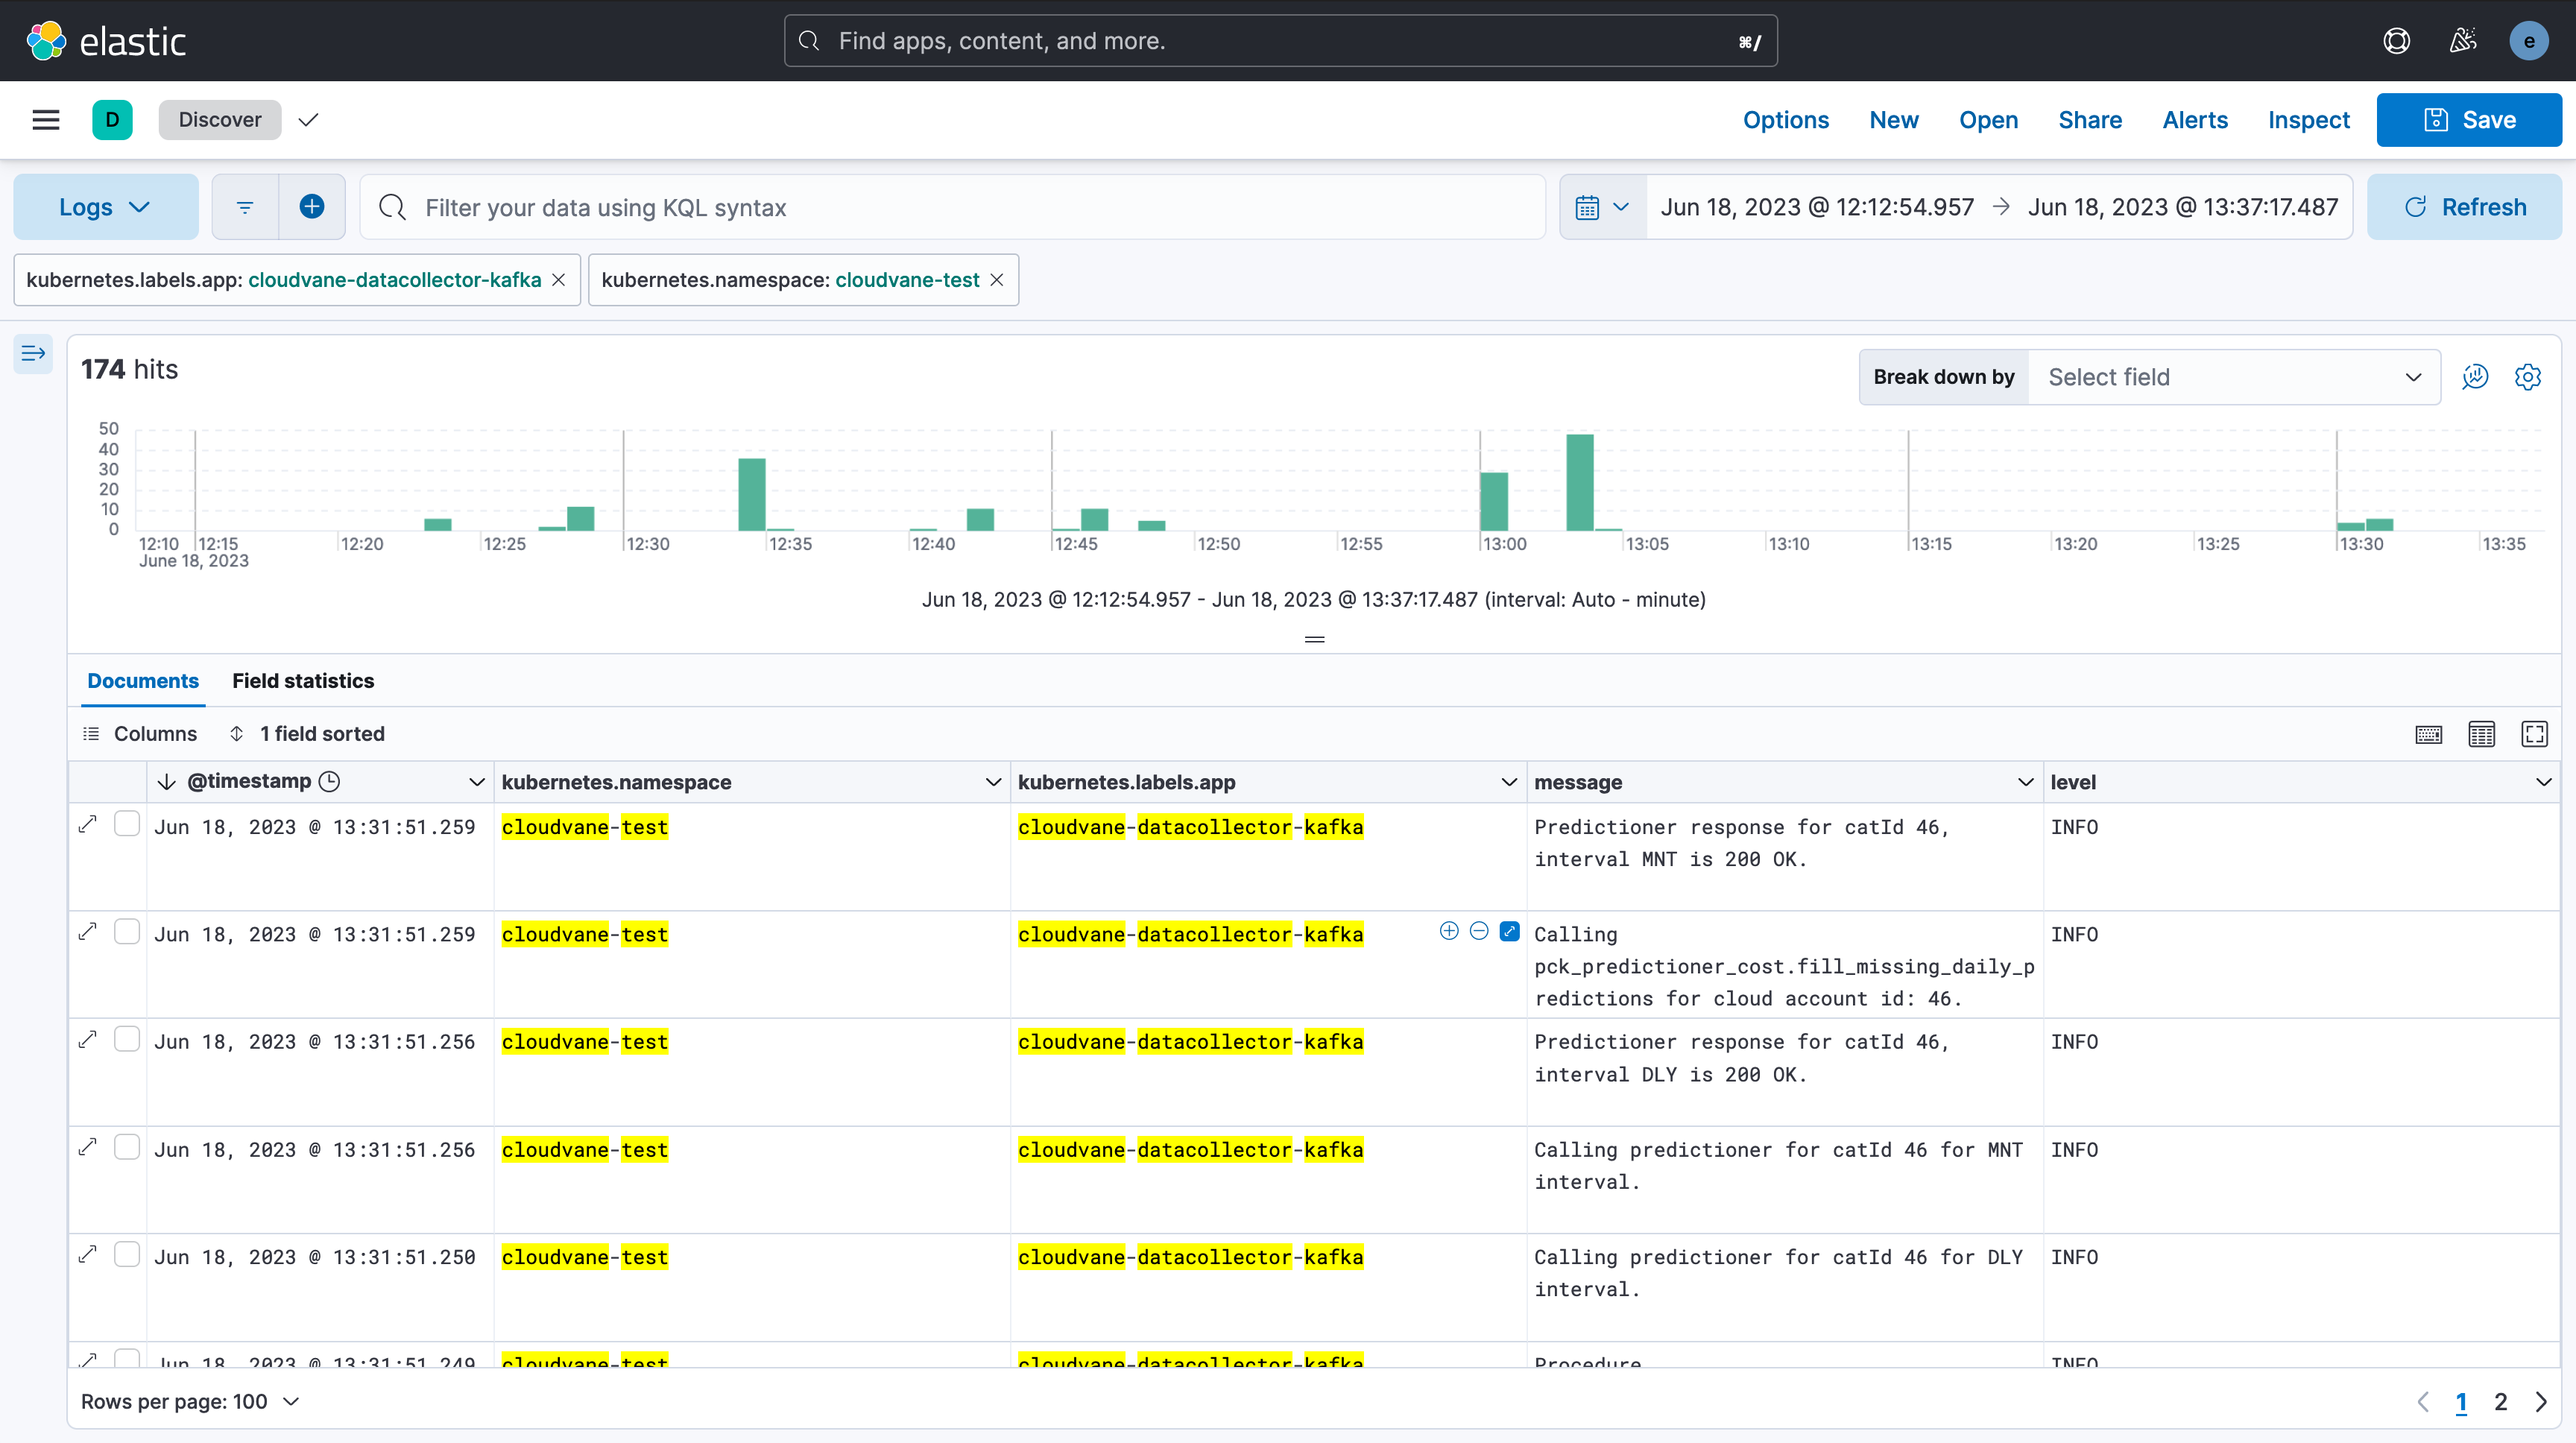 elastic
Find apps, content, and more.
⌘/
e
D
Discover
Options
New
Open
Share
Alerts
Inspect
Save
Logs
Filter your data using KQL syntax
Jun 18, 2023 @ 12:12:54.957 → Jun 18, 2023 @ 13:37:17.487
Refresh
kubernetes.labels.app: cloudvane-datacollector-kafka
kubernetes.namespace: cloudvane-test
174 hits
Break down by
Select field
50
40
30
20
10
0
12:10 12:15 12:20 12:25 12:30 12:35 12:40 12:45 12:50 12:55 13:00 13:05 13:10 13:15 13:20 13:25 13:30 13:35
June 18, 2023
Jun 18, 2023 @ 12:12:54.957 - Jun 18, 2023 @ 13:37:17.487 (interval: Auto - minute)
Documents
Field statistics
Columns
1 field sorted
@timestamp
kubernetes.namespace
kubernetes.labels.app
message
level
Jun 18, 2023 @ 13:31:51.259
cloudvane-test
cloudvane-datacollector-kafka
Predictioner response for catId 46,
interval MNT is 200 OK.
INFO
Jun 18, 2023 @ 13:31:51.259
cloudvane-test
cloudvane-datacollector-kafka
Calling
pck_predictioner_cost.fill_missing_daily_p
redictions for cloud account id: 46.
INFO
Jun 18, 2023 @ 13:31:51.256
cloudvane-test
cloudvane-datacollector-kafka
Predictioner response for catId 46,
interval DLY is 200 OK.
INFO
Jun 18, 2023 @ 13:31:51.256
cloudvane-test
cloudvane-datacollector-kafka
Calling predictioner for catId 46 for MNT
interval.
INFO
Jun 18, 2023 @ 13:31:51.250
cloudvane-test
cloudvane-datacollector-kafka
Calling predictioner for catId 46 for DLY
interval.
INFO
Jun 18, 2023 @ 13:31:51.249
cloudvane-test
cloudvane-datacollector-kafka
Procedure
INFO
Rows per page: 100
1
2